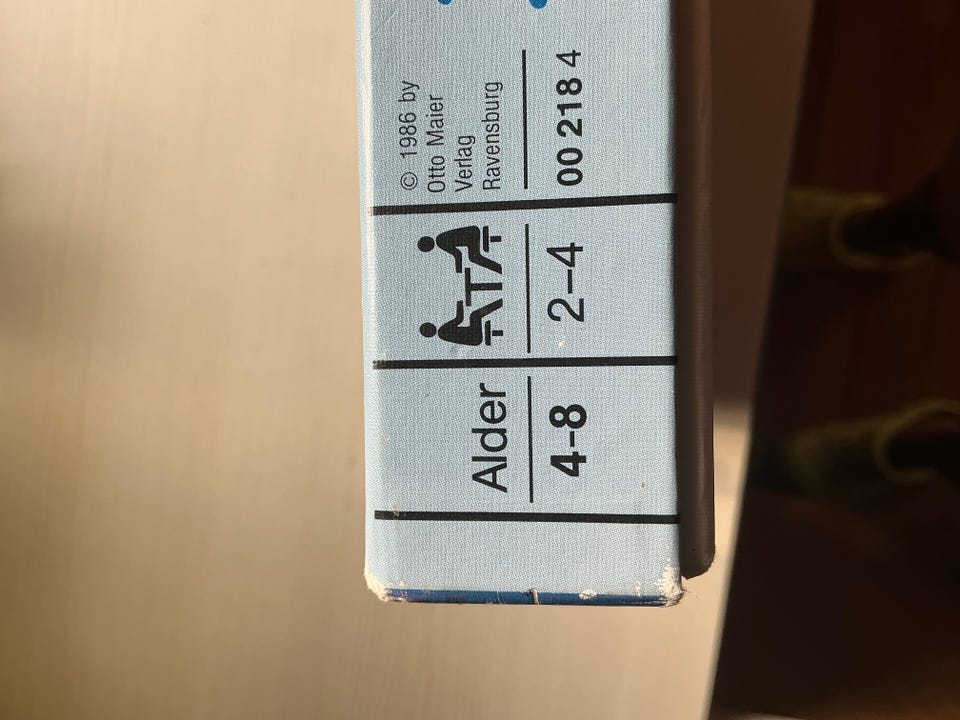 Alder
4-8
2–4
© 1986 by
Otto Maier
Verlag
Ravensburg
00 218 4